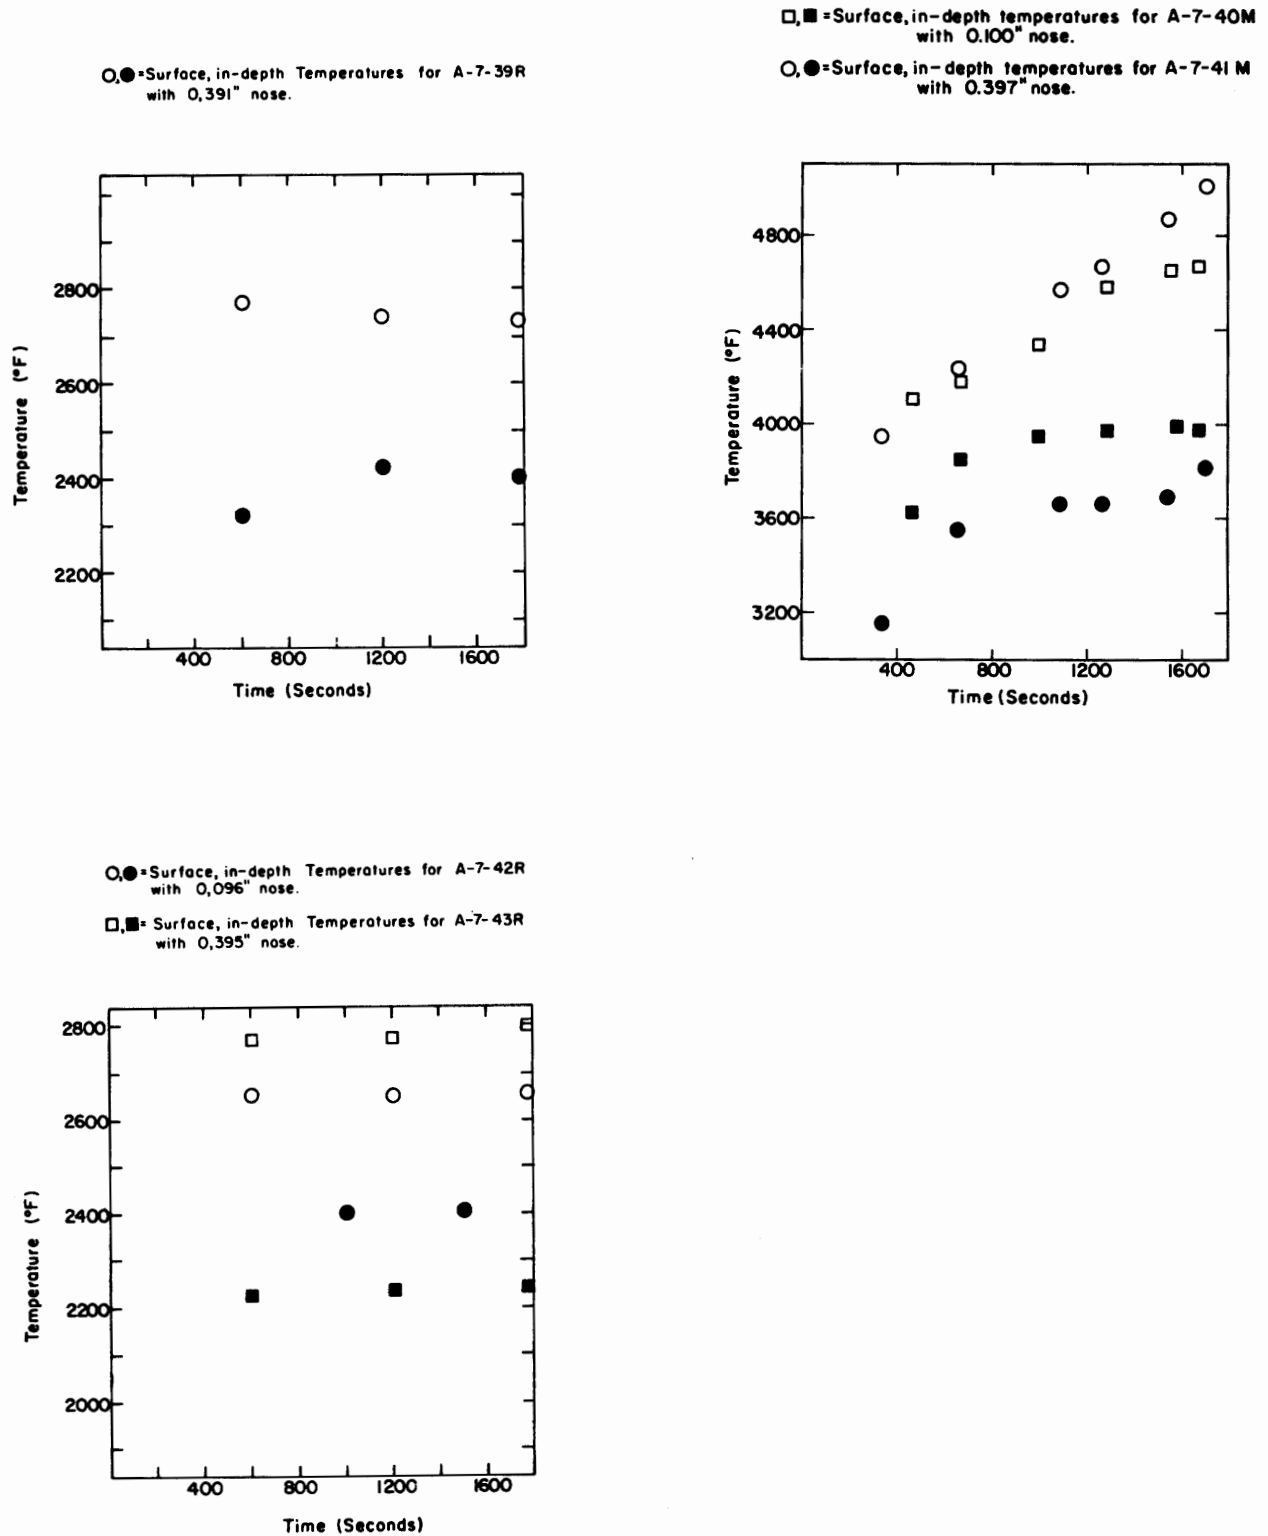 ○,●=Surface, in-depth Temperatures for A-7-39R
with 0,391" nose.
Temperature (°F)
2800
2600
2400
2200
400 800 1200 1600
Time (Seconds)
□,■=Surface, in-depth temperatures for A-7-40M
with 0.100" nose.
○,●=Surface, in-depth temperatures for A-7-41 M
with 0.397" nose.
Temperature (°F)
4800
4400
4000
3600
3200
400 800 1200 1600
Time (Seconds)
○,●=Surface, in-depth Temperatures for A-7-42R
with 0,096" nose.
□,■= Surface, in-depth Temperatures for A-7-43R
with 0,395" nose.
Temperature (°F)
2800
2600
2400
2200
2000
400 800 1200 1600
Time (Seconds)